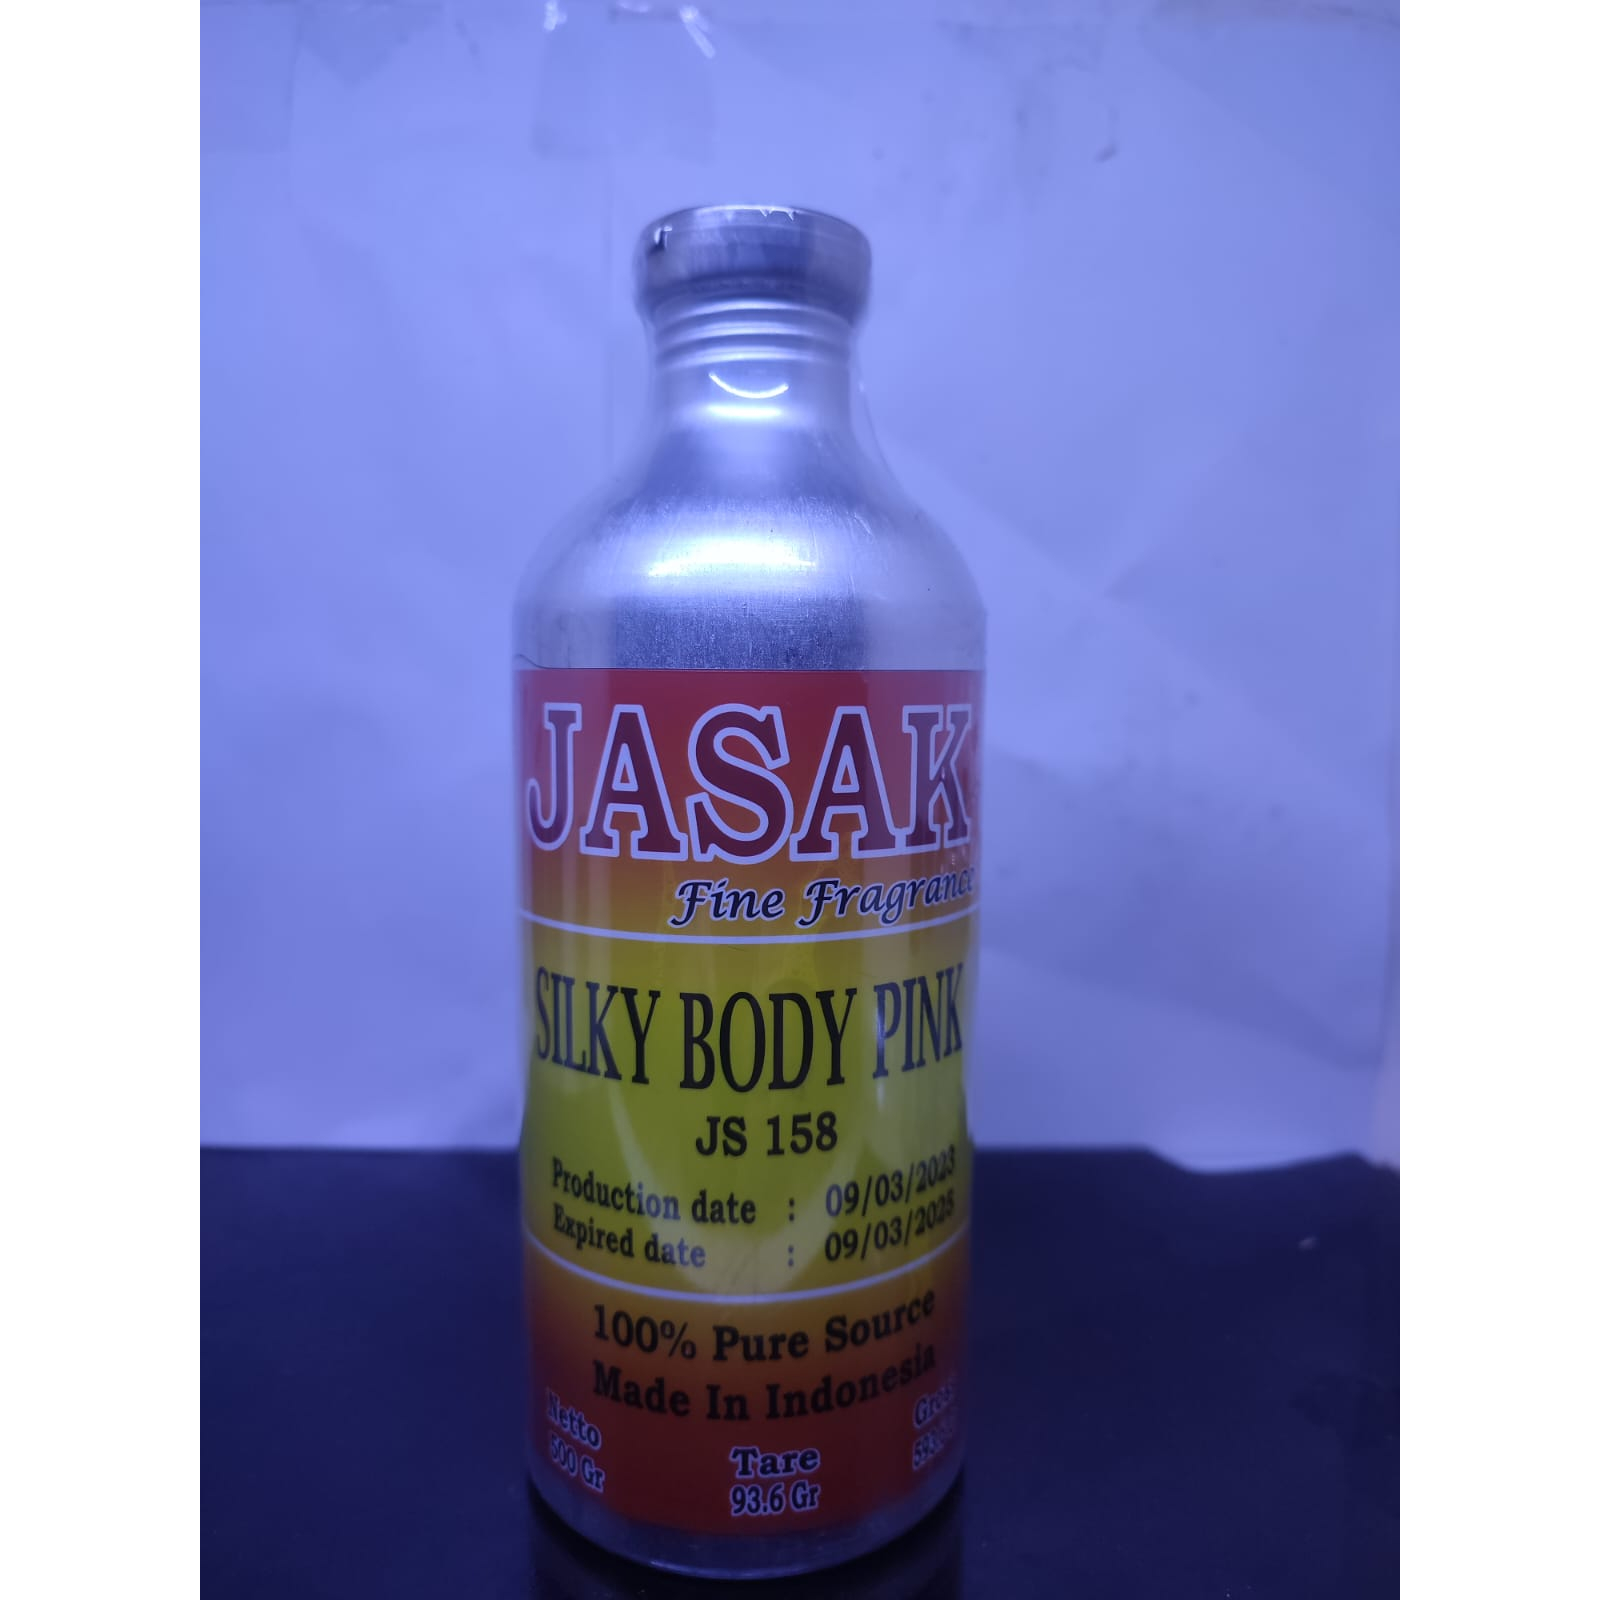 JASAK
Fine Fragrance
SILKY BODY PINK
JS 158
Production date : 09/03/2023
Expired date : 09/03/2025
100% Pure Source
Made In Indonesia
Netto
500 Gr
Tare
93.6 Gr